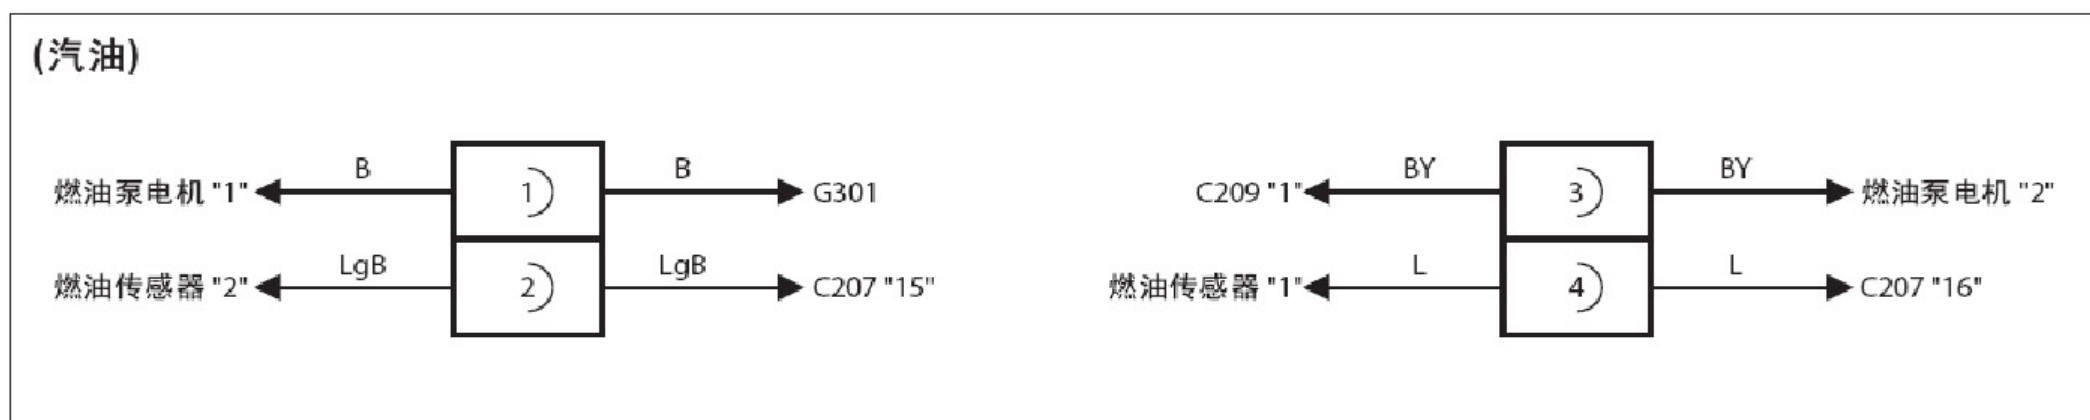 (汽油)
燃油泵电机 "1" B 1 B G301
燃油传感器 "2" LgB 2 LgB C207 "15"
C209 "1" BY 3 BY 燃油泵电机 "2"
燃油传感器 "1" L 4 L C207 "16"